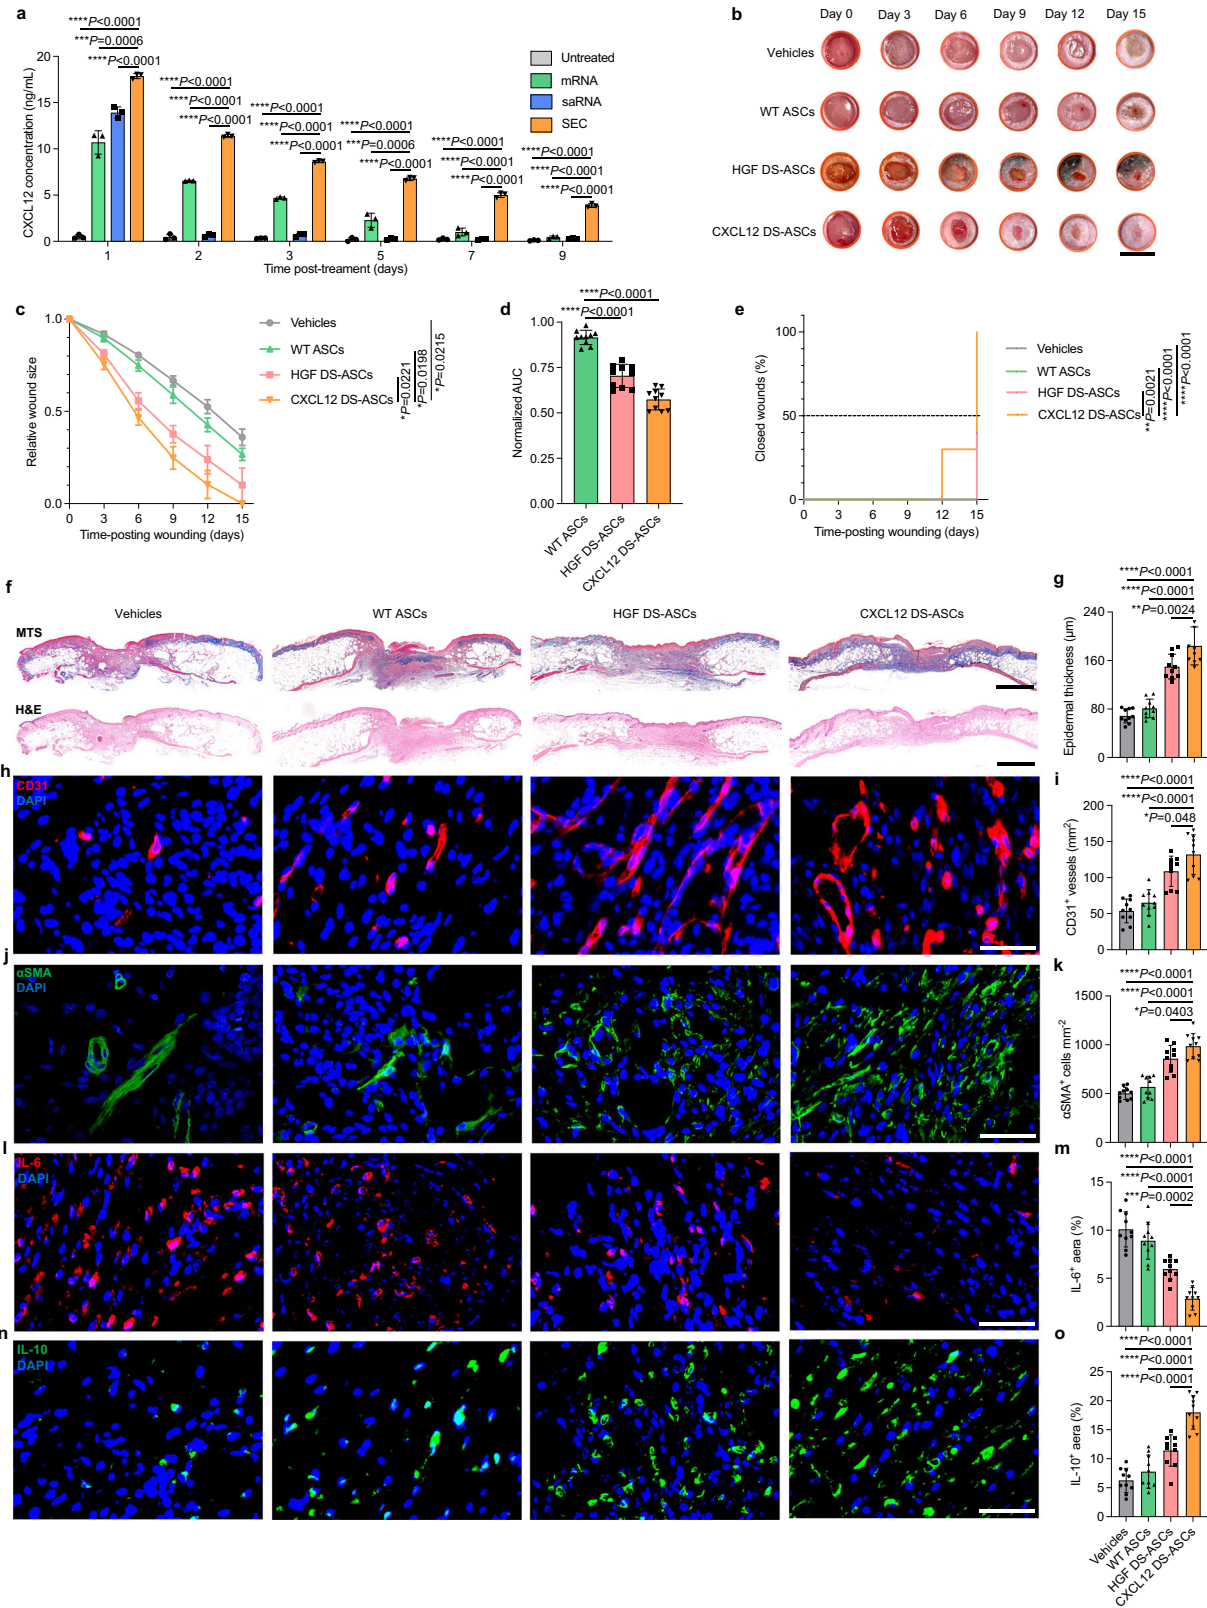 a
****P<0.0001
***P=0.0006
****P<0.0001
****P<0.0001
****P<0.0001
****P<0.0001
****P<0.0001
****P<0.0001
****P<0.0001
****P<0.0001
***P=0.0006
****P<0.0001
****P<0.0001
****P<0.0001
****P<0.0001
****P<0.0001
****P<0.0001
****P<0.0001
Untreated
mRNA
saRNA
SEC
CXCL12 concentration (ng/mL)
20
15
10
5
0
1 2 3 5 7 9
Time post-treament (days)
b
Day 0 Day 3 Day 6 Day 9 Day 12 Day 15
Vehicles
WT ASCs
HGF DS-ASCs
CXCL12 DS-ASCs
c
Relative wound size
1.0
0.5
0.0
0 3 6 9 12 15
Time-posting wounding (days)
Vehicles
WT ASCs
HGF DS-ASCs
CXCL12 DS-ASCs
*P=0.0221
*P=0.0198
*P=0.0215
d
****P<0.0001
****P<0.0001
Normalized AUC
1.00
0.75
0.50
0.25
0.00
WT ASCs
HGF DS-ASCs
CXCL12 DS-ASCs
e
Closed wounds (%)
100
50
0
0 3 6 9 12 15
Time-posting wounding (days)
Vehicles
WT ASCs
HGF DS-ASCs
CXCL12 DS-ASCs
**P=0.0021
****P<0.0001
****P<0.0001
f
Vehicles WT ASCs HGF DS-ASCs CXCL12 DS-ASCs
MTS
H&E
g
****P<0.0001
****P<0.0001
**P=0.0024
Epidermal thickness (μm)
240
160
80
0
h
CD31
DAPI
i
****P<0.0001
****P<0.0001
*P=0.048
CD31+ vessels (mm2)
200
150
100
50
0
j
αSMA
DAPI
k
****P<0.0001
****P<0.0001
*P=0.0403
αSMA+ cells mm-2
1500
1000
500
0
l
IL-6
DAPI
m
****P<0.0001
****P<0.0001
***P=0.0002
IL-6+ aera (%)
15
10
5
0
n
IL-10
DAPI
o
****P<0.0001
****P<0.0001
****P<0.0001
IL-10+ aera (%)
25
20
15
10
5
0
Vehicles
WT ASCs
HGF DS-ASCs
CXCL12 DS-ASCs